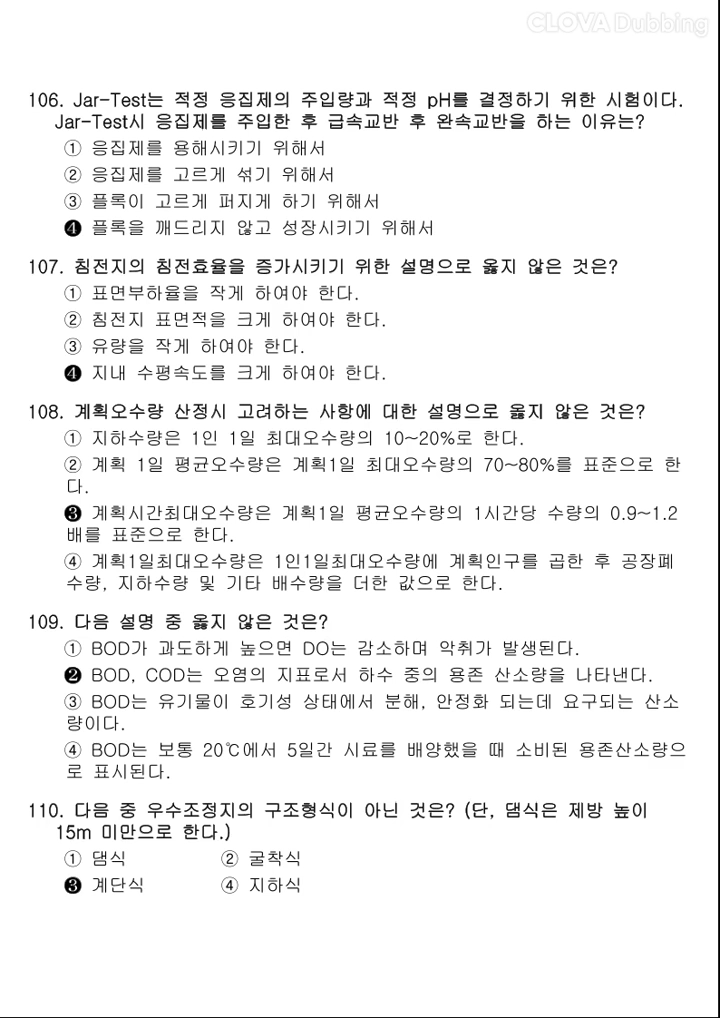 CLOVA Dubbing
106. Jar-Test는 적정 응집제의 주입량과 적정 pH를 결정하기 위한 시험이다.
Jar-Test시 응집제를 주입한 후 급속교반 후 완속교반을 하는 이유는?
① 응집제를 용해시키기 위해서
② 응집제를 고르게 섞기 위해서
③ 플록이 고르게 퍼지게 하기 위해서
❹ 플록을 깨드리지 않고 성장시키기 위해서
107. 침전지의 침전효율을 증가시키기 위한 설명으로 옳지 않은 것은?
① 표면부하율을 작게 하여야 한다.
② 침전지 표면적을 크게 하여야 한다.
③ 유량을 작게 하여야 한다.
❹ 지내 수평속도를 크게 하여야 한다.
108. 계획오수량 산정시 고려하는 사항에 대한 설명으로 옳지 않은 것은?
① 지하수량은 1인 1일 최대오수량의 10~20%로 한다.
② 계획 1일 평균오수량은 계획1일 최대오수량의 70~80%를 표준으로 한
다.
❸ 계획시간최대오수량은 계획1일 평균오수량의 1시간당 수량의 0.9~1.2
배를 표준으로 한다.
④ 계획1일최대오수량은 1인1일최대오수량에 계획인구를 곱한 후 공장폐
수량, 지하수량 및 기타 배수량을 더한 값으로 한다.
109. 다음 설명 중 옳지 않은 것은?
① BOD가 과도하게 높으면 DO는 감소하며 악취가 발생된다.
❷ BOD, COD는 오염의 지표로서 하수 중의 용존 산소량을 나타낸다.
③ BOD는 유기물이 호기성 상태에서 분해, 안정화 되는데 요구되는 산소
량이다.
④ BOD는 보통 20℃에서 5일간 시료를 배양했을 때 소비된 용존산소량으
로 표시된다.
110. 다음 중 우수조정지의 구조형식이 아닌 것은? (단, 댐식은 제방 높이
15m 미만으로 한다.)
① 댐식 ② 굴착식
❸ 계단식 ④ 지하식